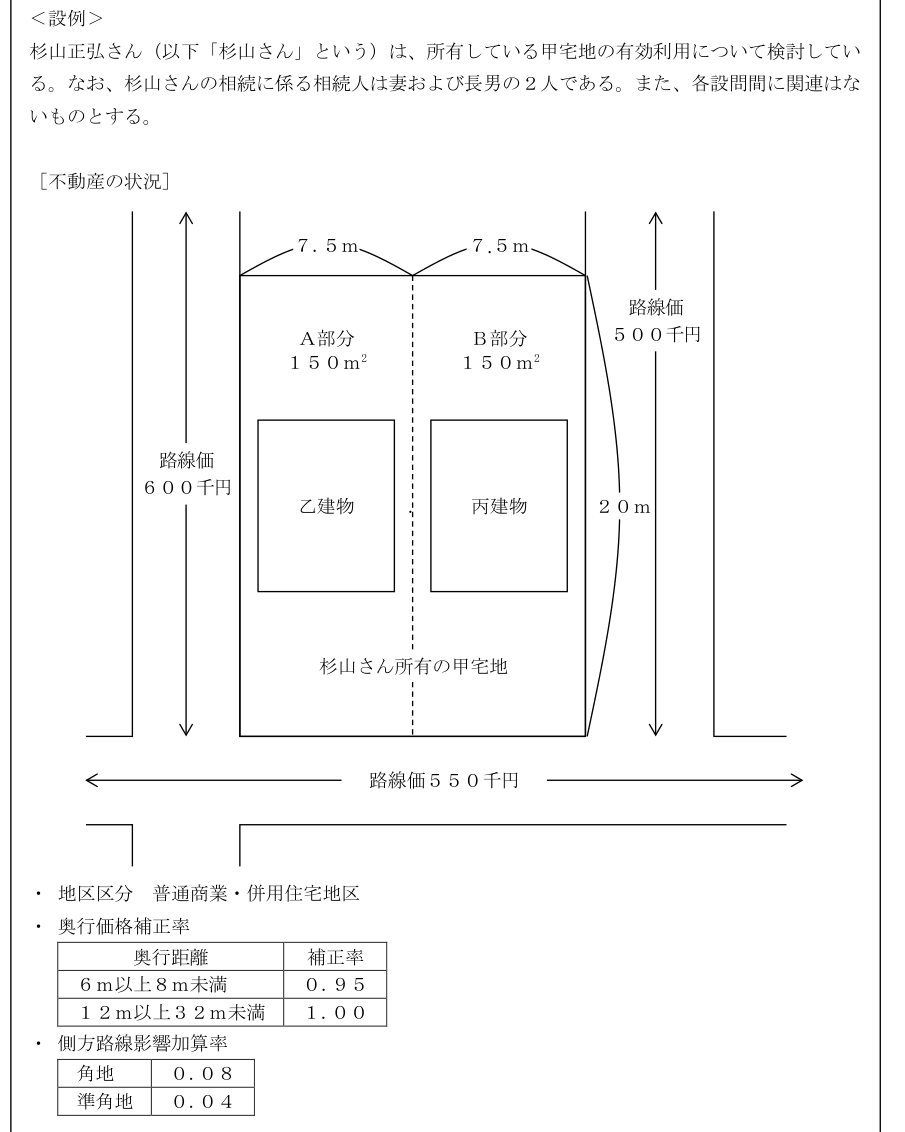 ＜設例＞
杉山正弘さん（以下「杉山さん」という）は、所有している甲宅地の有効利用について検討してい
る。なお、杉山さんの相続に係る相続人は妻および長男の２人である。また、各設問間に関連はな
いものとする。
［不動産の状況］
７.５ｍ
７.５ｍ
路線価
５００千円
Ａ部分
１５０ｍ²
Ｂ部分
１５０ｍ²
路線価
６００千円
乙建物
丙建物
２０ｍ
杉山さん所有の甲宅地
路線価５５０千円
・ 地区区分　普通商業・併用住宅地区
・ 奥行価格補正率
奥行距離 補正率
６ｍ以上８ｍ未満 ０.９５
１２ｍ以上３２ｍ未満 １.００
・ 側方路線影響加算率
角地 ０.０８
準角地 ０.０４